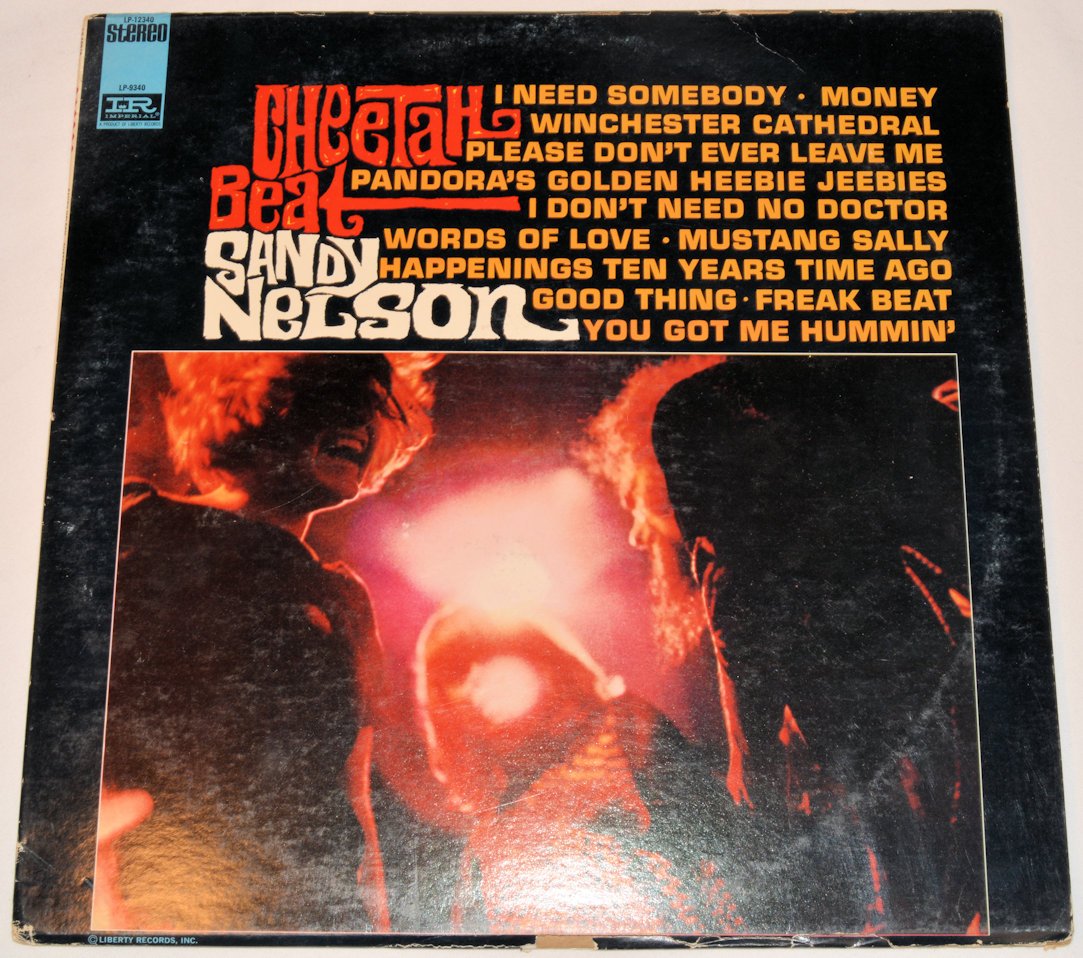 LP-12340
STEREO
LP-9340
I-R
IMPERIAL
A PRODUCT OF LIBERTY RECORDS
CHEETAH
BEAT
SANDY
NELSON
I NEED SOMEBODY · MONEY
WINCHESTER CATHEDRAL
PLEASE DON'T EVER LEAVE ME
PANDORA'S GOLDEN HEEBIE JEEBIES
I DON'T NEED NO DOCTOR
WORDS OF LOVE · MUSTANG SALLY
HAPPENINGS TEN YEARS TIME AGO
GOOD THING · FREAK BEAT
YOU GOT ME HUMMIN'
© LIBERTY RECORDS, INC.